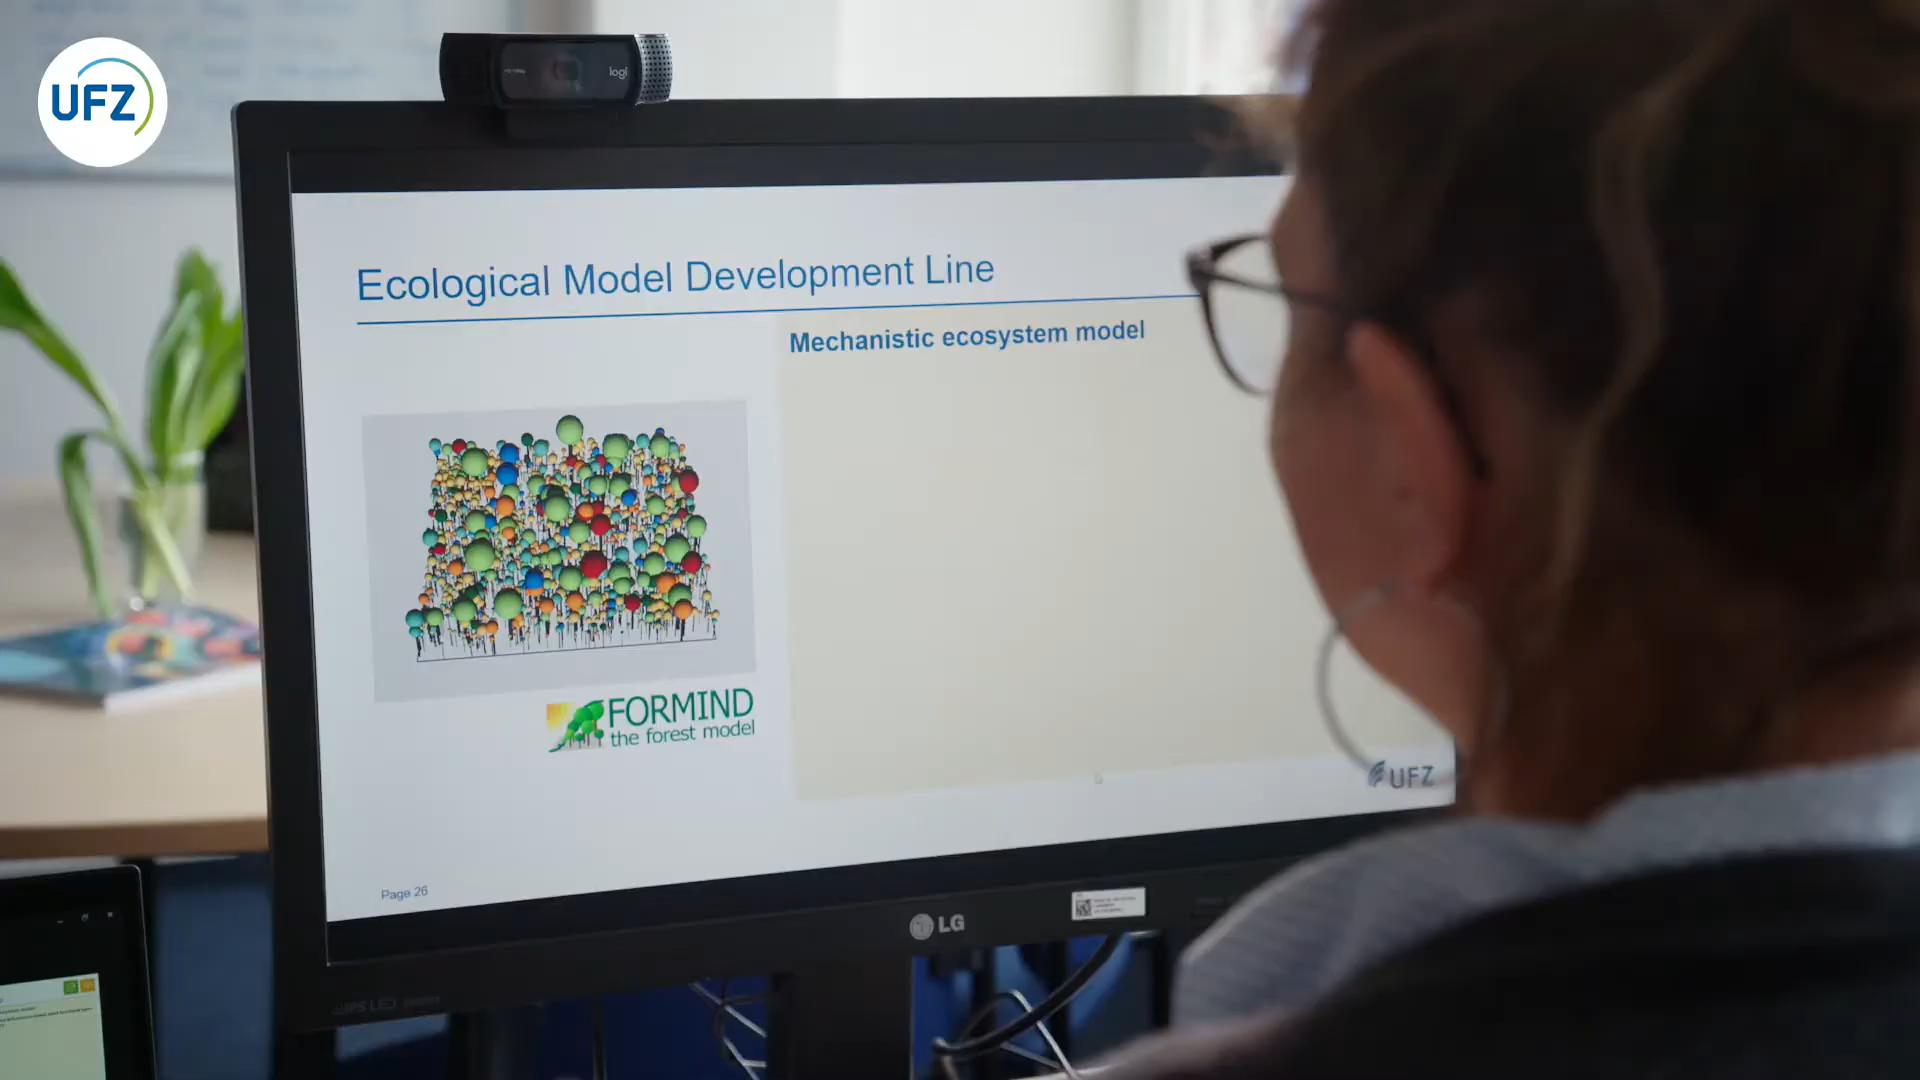 UFZ
logi
Ecological Model Development Line
Mechanistic ecosystem model
FORMIND
the forest model
UFZ
Page 26
LG